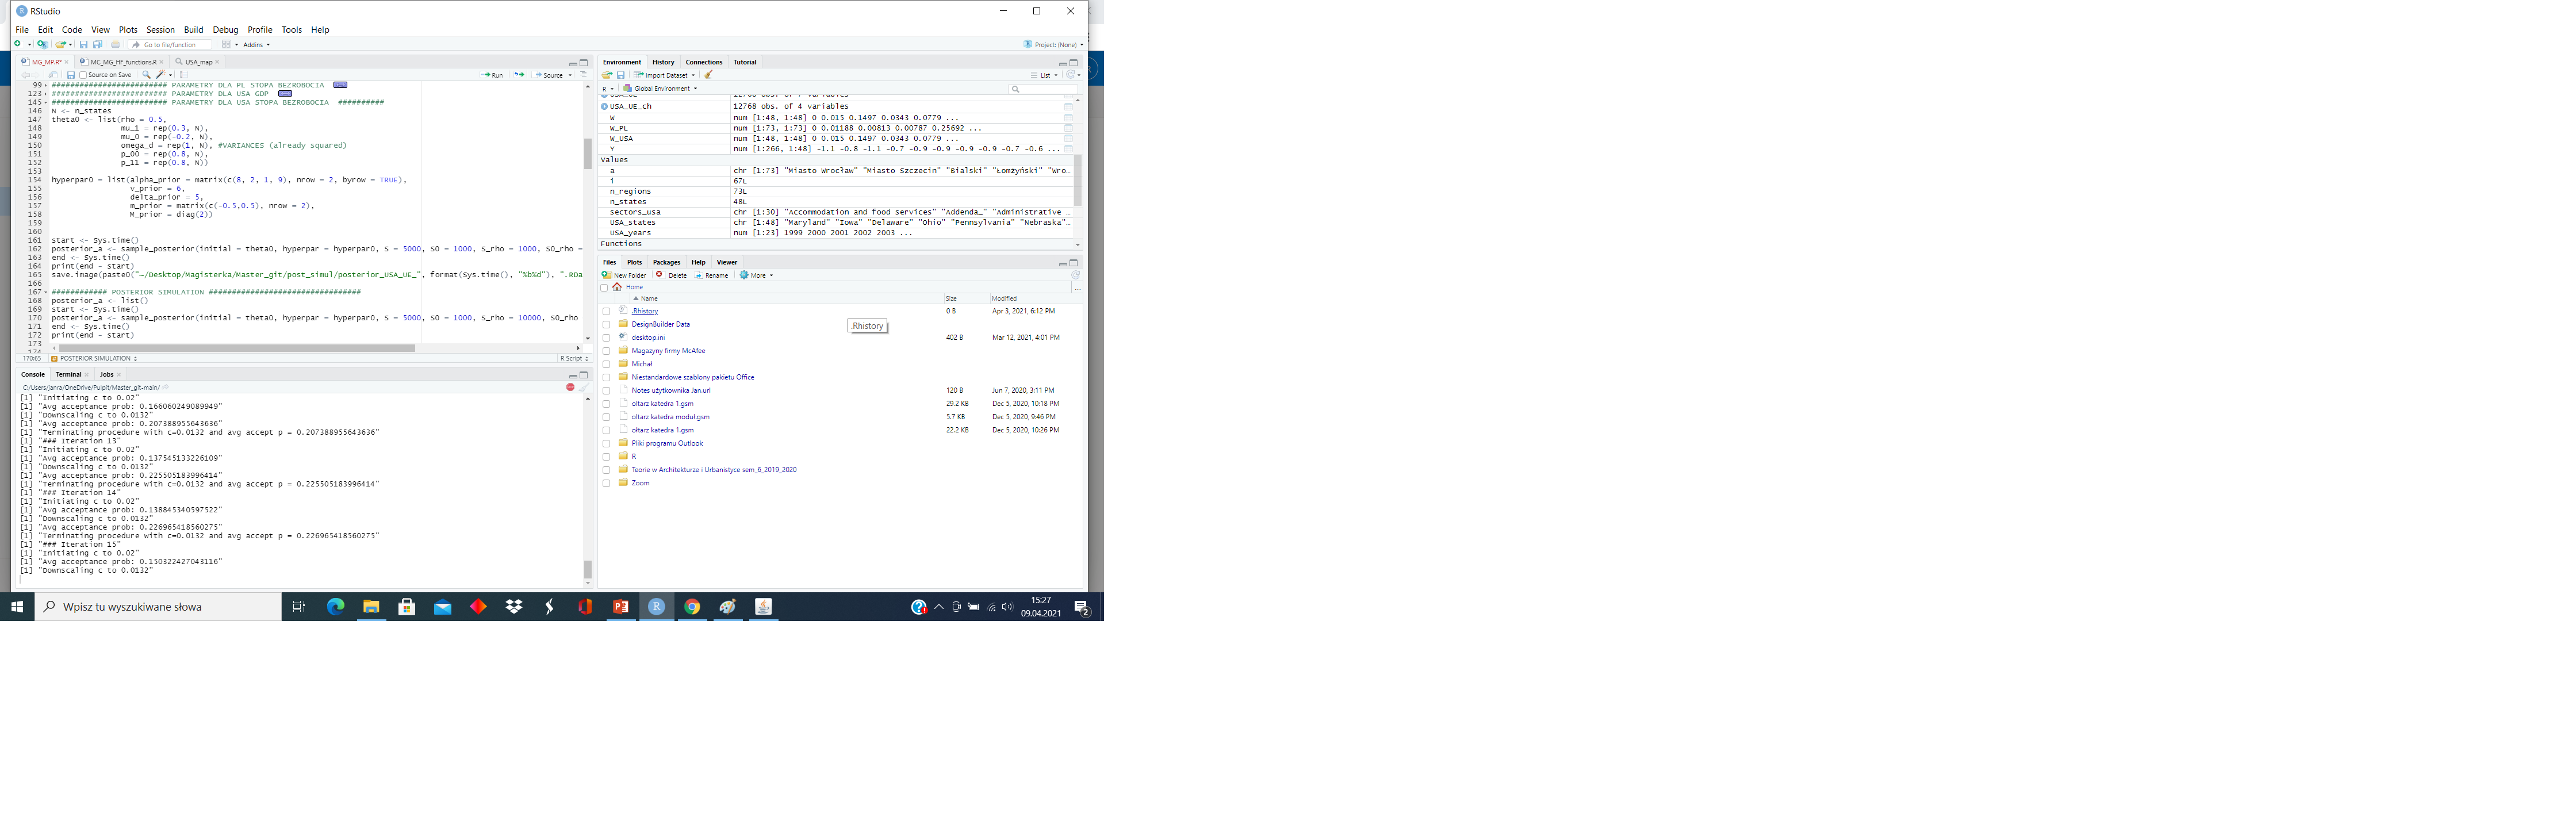 RStudio
File Edit Code View Plots Session Build Debug Profile Tools Help
Go to file/function Addins Project: (None)
MG_MP.R* MC_MG_HF_functions.R USA_map
Source on Save Run Source
99 ######################### PARAMETRY DLA PL STOPA BEZROBOCIA
123 ######################### PARAMETRY DLA USA GDP
145 ######################### PARAMETRY DLA USA STOPA BEZROBOCIA ##########
146 N <- n_states
147 theta0 <- list(rho = 0.5,
148 mu_1 = rep(0.3, N),
149 mu_0 = rep(-0.2, N),
150 omega_d = rep(1, N), #VARIANCES (already squared)
151 p_00 = rep(0.8, N),
152 p_11 = rep(0.8, N))
153
154 hyperpar0 = list(alpha_prior = matrix(c(8, 2, 1, 9), nrow = 2, byrow = TRUE),
155 v_prior = 6,
156 delta_prior = 5,
157 m_prior = matrix(c(-0.5,0.5), nrow = 2),
158 M_prior = diag(2))
159
160
161 start <- Sys.time()
162 posterior_a <- sample_posterior(initial = theta0, hyperpar = hyperpar0, S = 5000, S0 = 1000, S_rho = 1000, S0_rho =
163 end <- Sys.time()
164 print(end - start)
165 save.image(paste0("~/Desktop/Magisterka/Master_git/post_simul/posterior_USA_UE_", format(Sys.time(), "%b%d"), ".RDa
166
167 ############ POSTERIOR SIMULATION #################################
168 posterior_a <- list()
169 start <- Sys.time()
170 posterior_a <- sample_posterior(initial = theta0, hyperpar = hyperpar0, S = 5000, S0 = 1000, S_rho = 10000, S0_rho
171 end <- Sys.time()
172 print(end - start)
173
174
170:65 POSTERIOR SIMULATION R Script
Console Terminal Jobs
C:/Users/janra/OneDrive/Pulpit/Master_git-main/
[1] "Initiating c to 0.02"
[1] "Avg acceptance prob: 0.166060249089949"
[1] "Downscaling c to 0.0132"
[1] "Avg acceptance prob: 0.207388955643636"
[1] "Terminating procedure with c=0.0132 and avg accept p = 0.207388955643636"
[1] "### Iteration 13"
[1] "Initiating c to 0.02"
[1] "Avg acceptance prob: 0.137545133226109"
[1] "Downscaling c to 0.0132"
[1] "Avg acceptance prob: 0.225505183996414"
[1] "Terminating procedure with c=0.0132 and avg accept p = 0.225505183996414"
[1] "### Iteration 14"
[1] "Initiating c to 0.02"
[1] "Avg acceptance prob: 0.138845340597522"
[1] "Downscaling c to 0.0132"
[1] "Avg acceptance prob: 0.226965418560275"
[1] "Terminating procedure with c=0.0132 and avg accept p = 0.226965418560275"
[1] "### Iteration 15"
[1] "Initiating c to 0.02"
[1] "Avg acceptance prob: 0.150322427043116"
[1] "Downscaling c to 0.0132"
Environment History Connections Tutorial
Import Dataset List
R Global Environment
USA_UE 12768 obs. of 7 variables
USA_UE_ch 12768 obs. of 4 variables
W num [1:48, 1:48] 0 0.015 0.1497 0.0343 0.0779 ...
W_PL num [1:73, 1:73] 0 0.01188 0.00813 0.00787 0.25692 ...
W_USA num [1:48, 1:48] 0 0.015 0.1497 0.0343 0.0779 ...
Y num [1:266, 1:48] -1.1 -0.8 -1.1 -0.7 -0.9 -0.9 -0.9 -0.9 -0.7 -0.6 ...
Values
a chr [1:73] "Miasto Wrocław" "Miasto Szczecin" "Bialski" "Łomżyński" "Wro…
i 67L
n_regions 73L
n_states 48L
sectors_usa chr [1:30] "Accommodation and food services" "Addenda_" "Administrative …
USA_states chr [1:48] "Maryland" "Iowa" "Delaware" "Ohio" "Pennsylvania" "Nebraska"…
USA_years num [1:23] 1999 2000 2001 2002 2003 ...
Functions
Files Plots Packages Help Viewer
New Folder Delete Rename More
Home ...
Name Size Modified
.Rhistory 0 B Apr 3, 2021, 6:12 PM
DesignBuilder Data
.Rhistory
desktop.ini 402 B Mar 12, 2021, 4:01 PM
Magazyny firmy McAfee
Michał
Niestandardowe szablony pakietu Office
Notes użytkownika Jan.url 120 B Jun 7, 2020, 3:11 PM
oltarz katedra 1.gsm 29.2 KB Dec 5, 2020, 10:18 PM
oltarz katedra moduł.gsm 5.7 KB Dec 5, 2020, 9:46 PM
ołtarz katedra 1.gsm 22.2 KB Dec 5, 2020, 10:26 PM
Pliki programu Outlook
R
Teorie w Architekturze i Urbanistyce sem_6_2019_2020
Zoom
Wpisz tu wyszukiwane słowa
15:27
09.04.2021
2